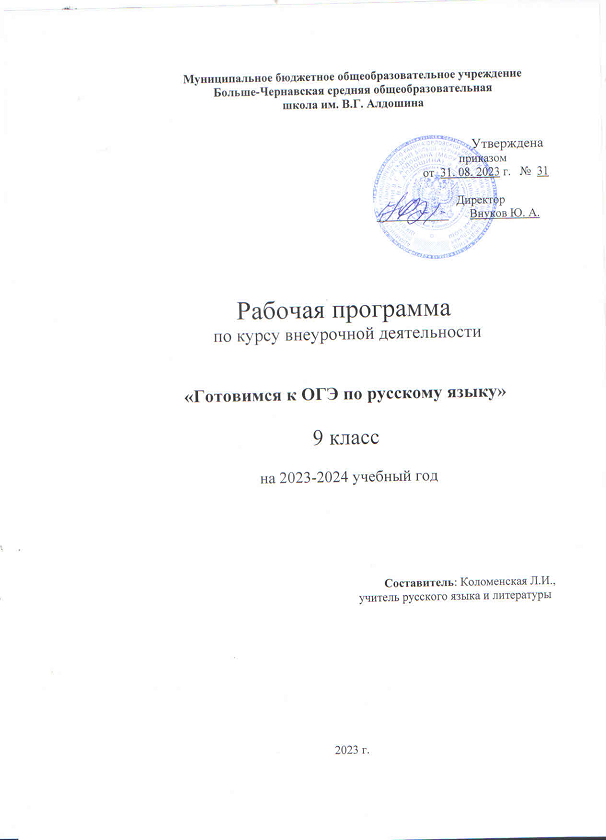 Муниципальное бюджетное общеобразовательное учреждение
Больше-Чернавская средняя общеобразовательная
школа им. В.Г. Алдошина
Утверждена
приказом
от 31. 08. 2023 г. № 31
Директор
Внуков Ю. А.
Рабочая программа
по курсу внеурочной деятельности
«Готовимся к ОГЭ по русскому языку»
9 класс
на 2023-2024 учебный год
Составитель: Коломенская Л.И.,
учитель русского языка и литературы
2023 г.